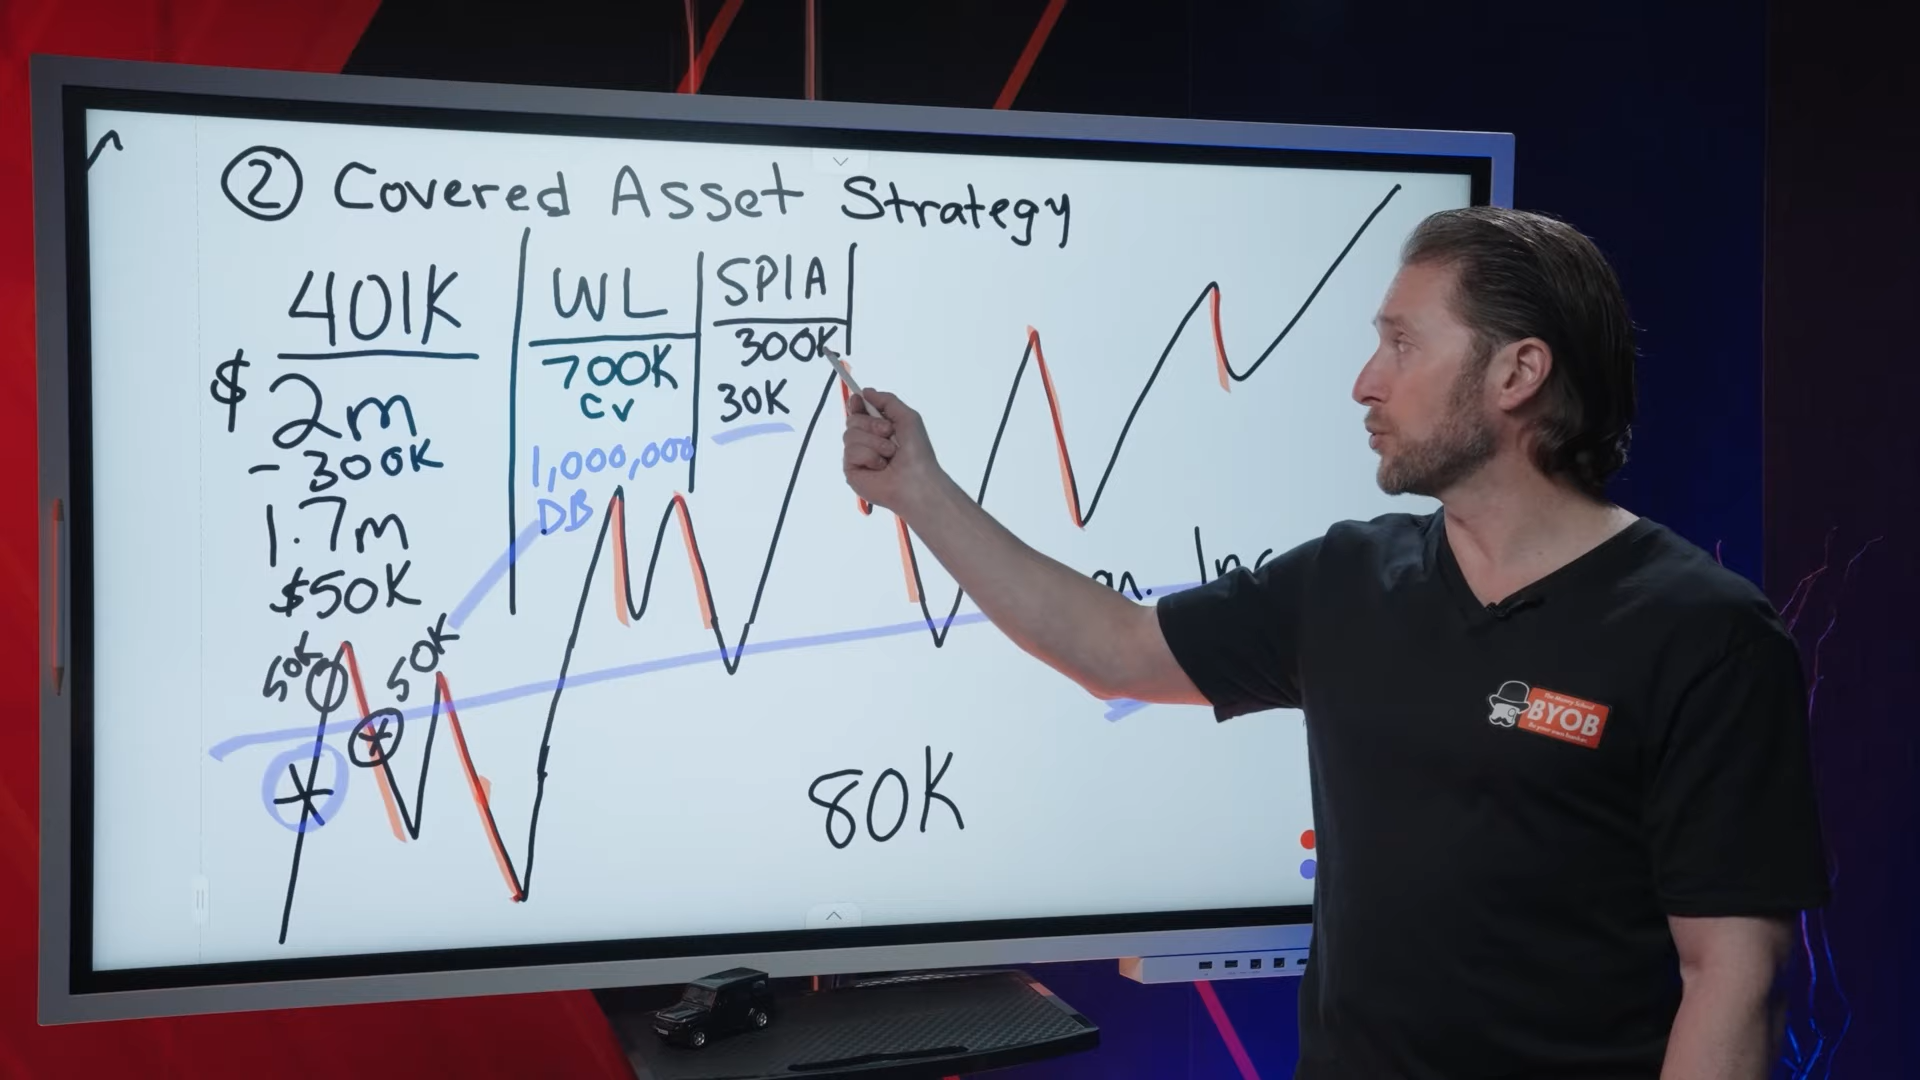 ② Covered Asset Strategy
401K
$ 2m
- 300K
1.7m
$50K
50K
50K
WL
700K
CV
1,000,000
DB
SPIA
300K
30K
80K
BYOB